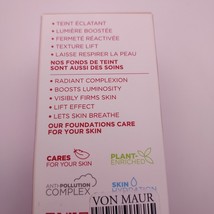 • TEINT ÉCLATANT
• LUMIÈRE BOOSTÉE
• FERMETÉ RÉACTIVÉE
• TEXTURE LIFT
• LAISSE RESPIRER LA PEAU
NOS FONDS DE TEINT
SONT AUSSI DES SOINS
• RADIANT COMPLEXION
• BOOSTS LUMINOSITY
• VISIBLY FIRMS SKIN
• LIFT EFFECT
• LETS SKIN BREATHE
OUR FOUNDATIONS CARE
FOR YOUR SKIN
CARES
FOR YOUR SKIN
PLANT-
ENRICHED
ANTI-POLLUTION
COMPLEX
SKIN
VON MAUR